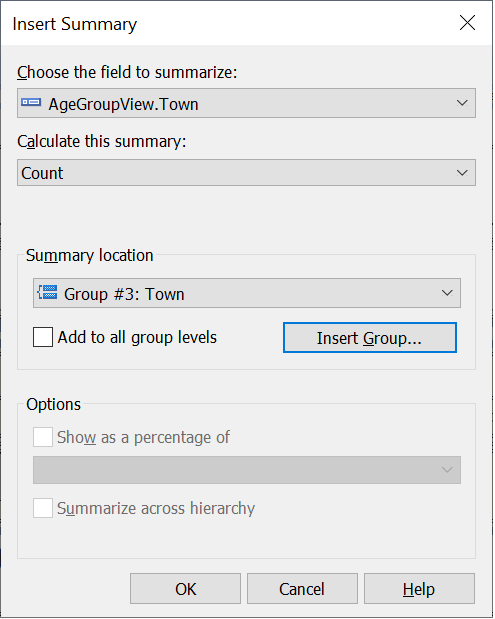 Insert Summary
Choose the field to summarize:
AgeGroupView.Town
Calculate this summary:
Count
Summary location
Group #3: Town
Add to all group levels
Insert Group...
Options
Show as a percentage of
Summarize across hierarchy
OK Cancel Help